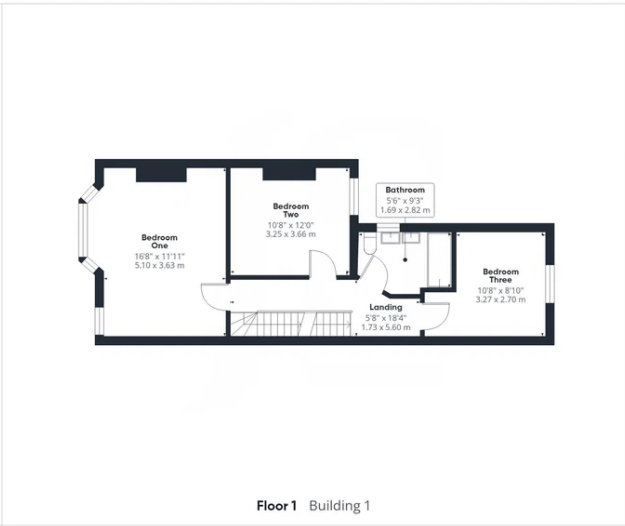 Bathroom
5'6" x 9'3"
1.69 x 2.82 m
Bedroom
Two
10'8" x 12'0"
3.25 x 3.66 m
Bedroom
One
16'8" x 11'11"
5.10 x 3.63 m
Bedroom
Three
10'8" x 8'10"
3.27 x 2.70 m
Landing
5'8" x 18'4"
1.73 x 5.60 m
Floor 1 Building 1